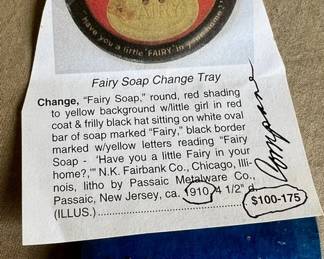 FAIRY
"Have you a little "FAIRY" in your home?"
Fairy Soap Change Tray
Change, "Fairy Soap," round, red shading
to yellow background w/little girl in red
coat & frilly black hat sitting on white oval
bar of soap marked "Fairy," black border
marked w/yellow letters reading "Fairy
Soap - 'Have you a little Fairy in your
home?,'" N.K. Fairbank Co., Chicago, Illi-
nois, litho by Passaic Metalware Co.,
Passaic, New Jersey, ca. 1910, 4 1/2" d.
(ILLUS.)..............................
$100-175
Compare